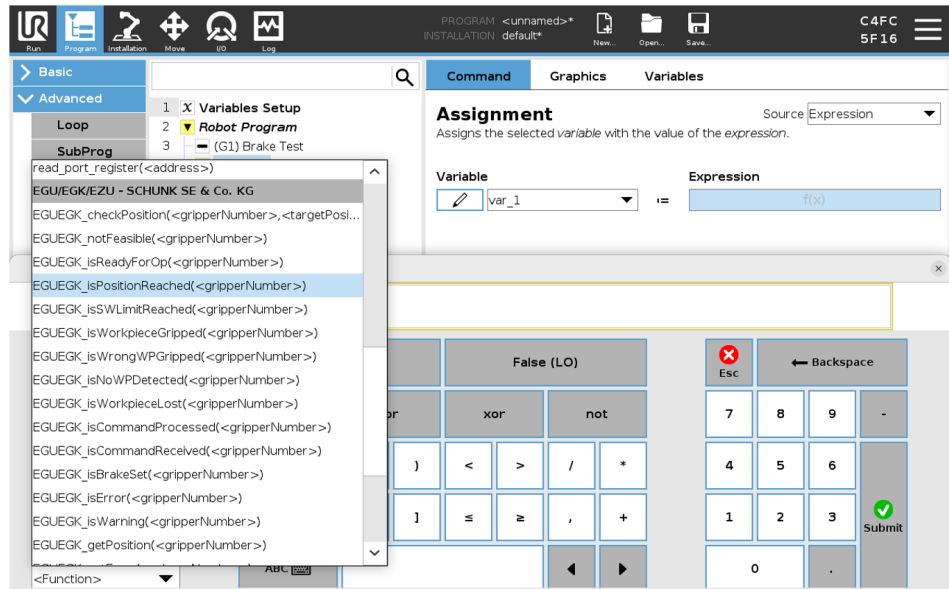 PROGRAM <unnamed>*
INSTALLATION default*
C4FC
5F16
Run
Program
Installation
Move
I/O
Log
New...
Open...
Save...
Basic
Advanced
Loop
SubProg
1 X Variables Setup
2 Robot Program
3 (G1) Brake Test
Command Graphics Variables
Assignment
Source Expression
Assigns the selected variable with the value of the expression.
Variable Expression
var_1 := f(x)
read_port_register(<address>)
EGU/EGK/EZU - SCHUNK SE & Co. KG
EGUEGK_checkPosition(<gripperNumber>,<targetPosi...
EGUEGK_notFeasible(<gripperNumber>)
EGUEGK_isReadyForOp(<gripperNumber>)
EGUEGK_isPositionReached(<gripperNumber>)
EGUEGK_isSWLimitReached(<gripperNumber>)
EGUEGK_isWorkpieceGripped(<gripperNumber>)
EGUEGK_isWrongWPGripped(<gripperNumber>)
EGUEGK_isNoWPDetected(<gripperNumber>)
EGUEGK_isWorkpieceLost(<gripperNumber>)
EGUEGK_isCommandProcessed(<gripperNumber>)
EGUEGK_isCommandReceived(<gripperNumber>)
EGUEGK_isBrakeSet(<gripperNumber>)
EGUEGK_isError(<gripperNumber>)
EGUEGK_isWarning(<gripperNumber>)
EGUEGK_getPosition(<gripperNumber>)
<Function>
False (LO)
Esc
← Backspace
xor not
7 8 9 -
) < > / *
4 5 6
] ≤ ≥ , +
1 2 3
Submit
ABC
0 .